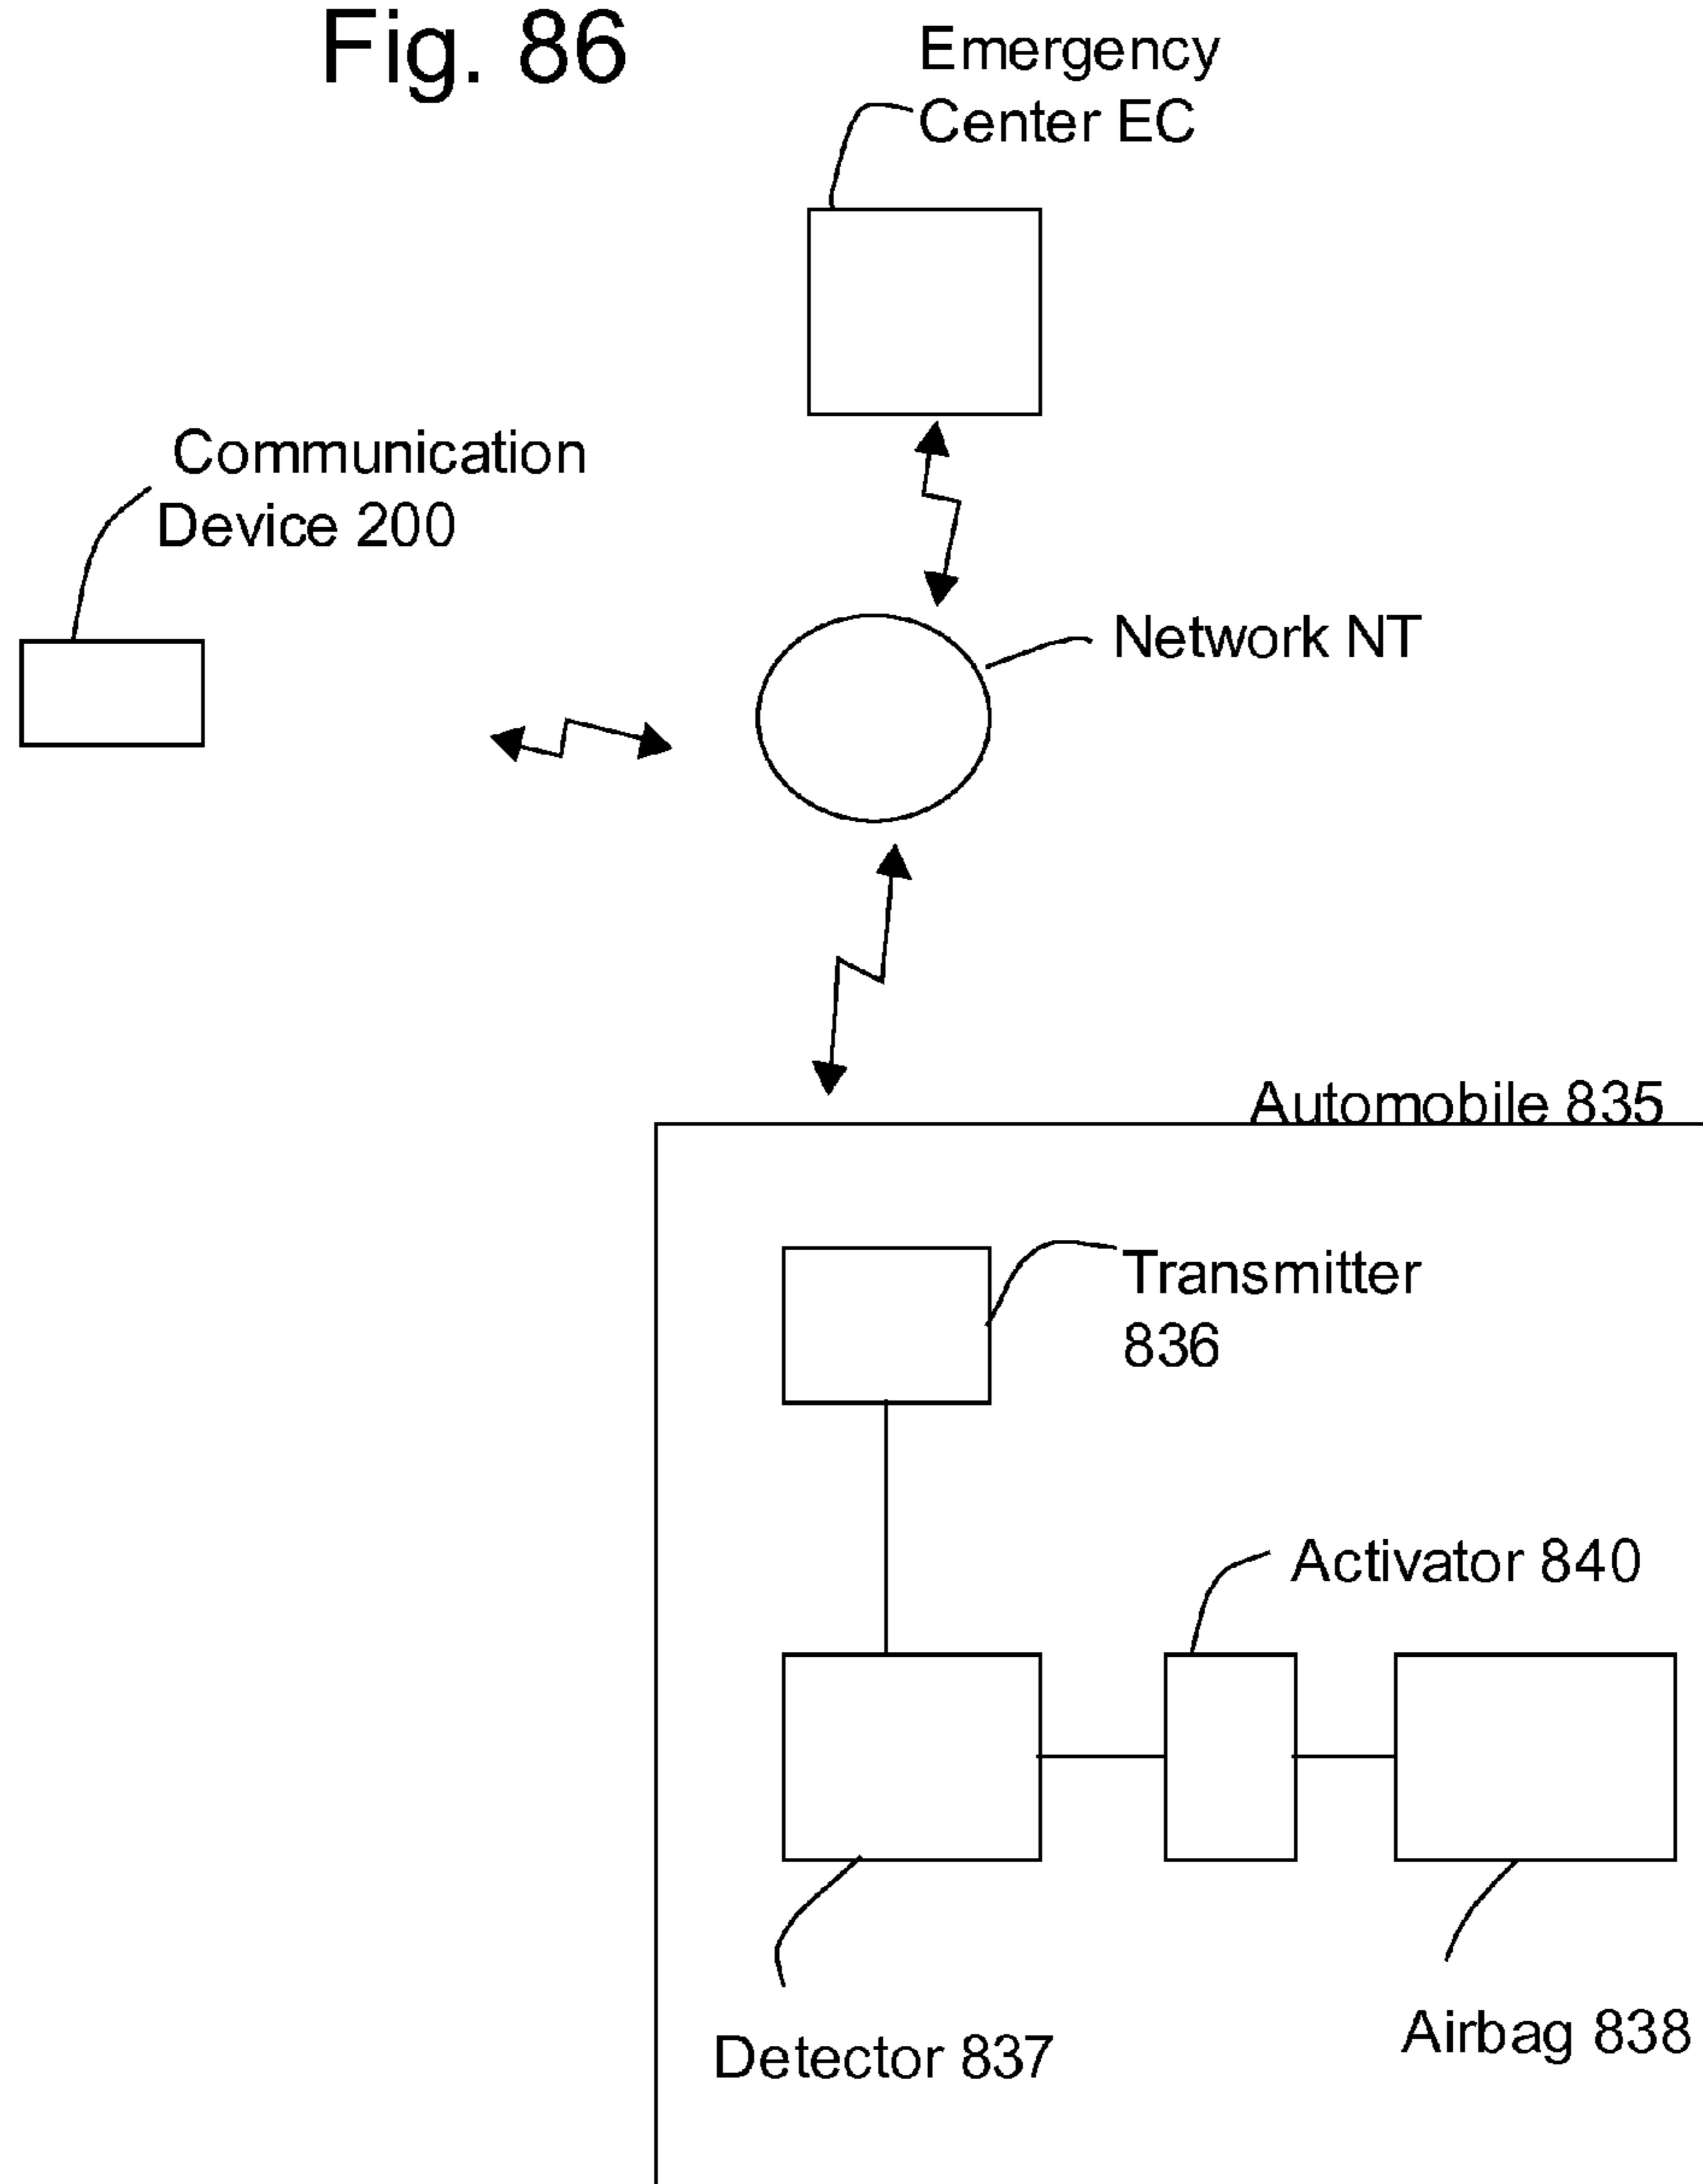 Fig. 86
Emergency
Center EC
Communication
Device 200
Network NT
Automobile 835
Transmitter
836
Activator 840
Detector 837
Airbag 838